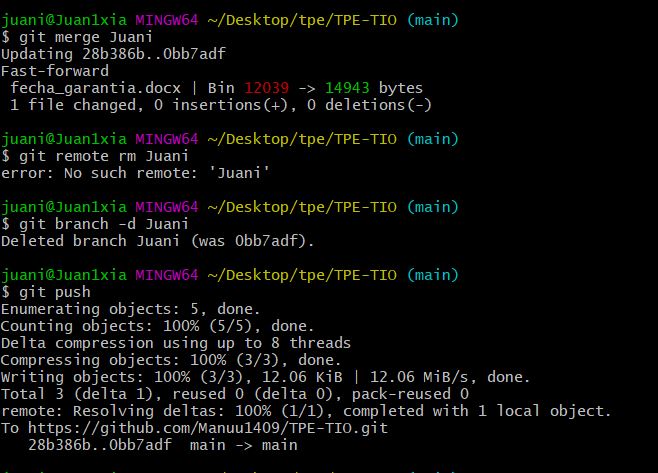 juani@Juan1xia MINGW64 ~/Desktop/tpe/TPE-TIO (main)
$ git merge Juani
Updating 28b386b..0bb7adf
Fast-forward
 fecha_garantia.docx | Bin 12039 -> 14943 bytes
 1 file changed, 0 insertions(+), 0 deletions(-)
juani@Juan1xia MINGW64 ~/Desktop/tpe/TPE-TIO (main)
$ git remote rm Juani
error: No such remote: 'Juani'
juani@Juan1xia MINGW64 ~/Desktop/tpe/TPE-TIO (main)
$ git branch -d Juani
Deleted branch Juani (was 0bb7adf).
juani@Juan1xia MINGW64 ~/Desktop/tpe/TPE-TIO (main)
$ git push
Enumerating objects: 5, done.
Counting objects: 100% (5/5), done.
Delta compression using up to 8 threads
Compressing objects: 100% (3/3), done.
Writing objects: 100% (3/3), 12.06 KiB | 12.06 MiB/s, done.
Total 3 (delta 1), reused 0 (delta 0), pack-reused 0
remote: Resolving deltas: 100% (1/1), completed with 1 local object.
To https://github.com/Manuu1409/TPE-TIO.git
   28b386b..0bb7adf  main -> main